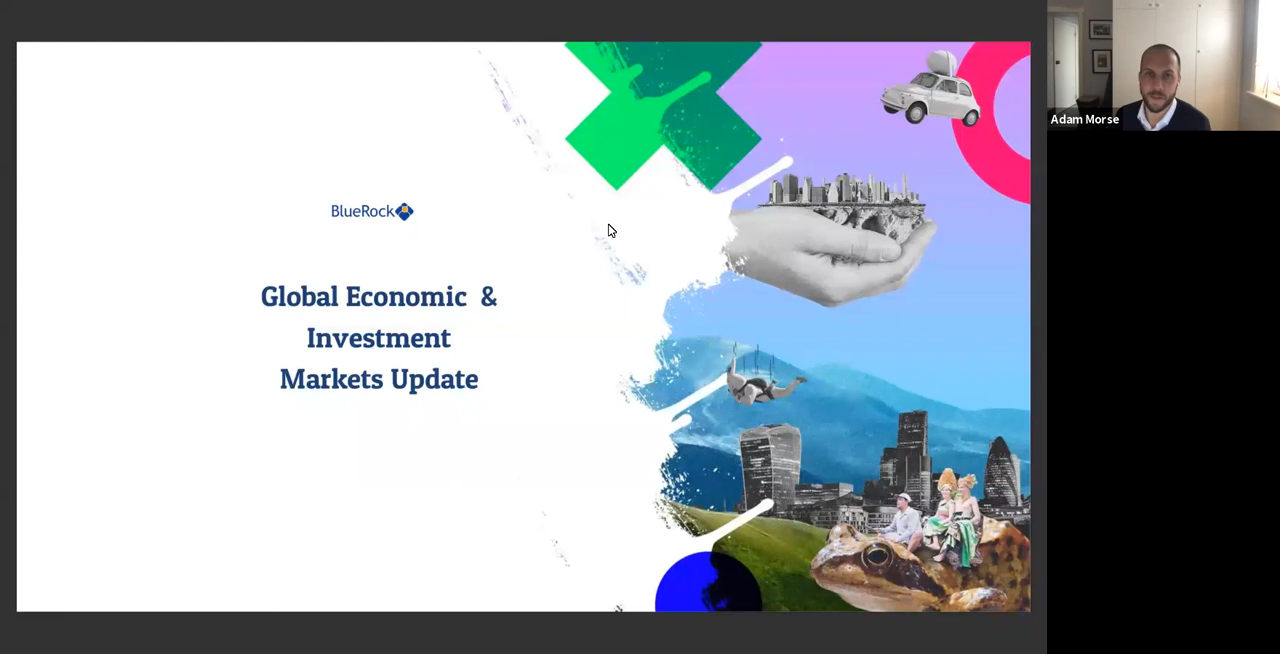 BlueRock
Global Economic &
Investment
Markets Update
Adam Morse